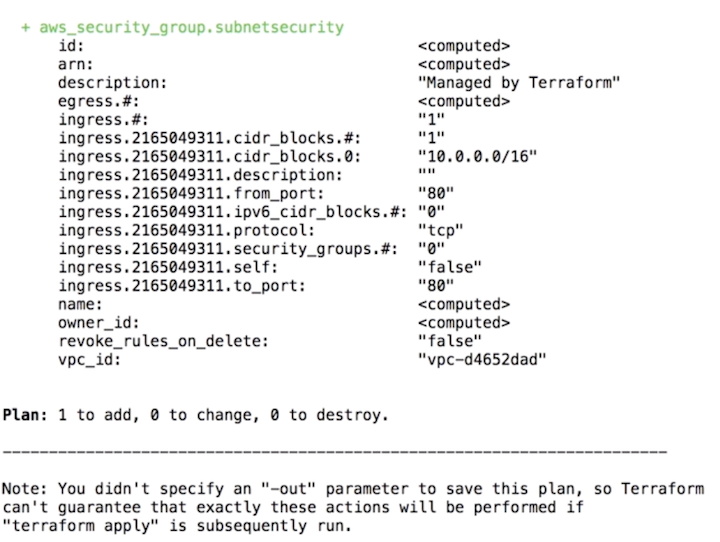 + aws_security_group.subnetsecurity
id: <computed>
arn: <computed>
description: "Managed by Terraform"
egress.#: <computed>
ingress.#: "1"
ingress.2165049311.cidr_blocks.#: "1"
ingress.2165049311.cidr_blocks.0: "10.0.0.0/16"
ingress.2165049311.description: ""
ingress.2165049311.from_port: "80"
ingress.2165049311.ipv6_cidr_blocks.#: "0"
ingress.2165049311.protocol: "tcp"
ingress.2165049311.security_groups.#: "0"
ingress.2165049311.self: "false"
ingress.2165049311.to_port: "80"
name: <computed>
owner_id: <computed>
revoke_rules_on_delete: "false"
vpc_id: "vpc-d4652dad"
Plan: 1 to add, 0 to change, 0 to destroy.
------------------------------------------------------------------------
Note: You didn't specify an "-out" parameter to save this plan, so Terraform
can't guarantee that exactly these actions will be performed if
"terraform apply" is subsequently run.